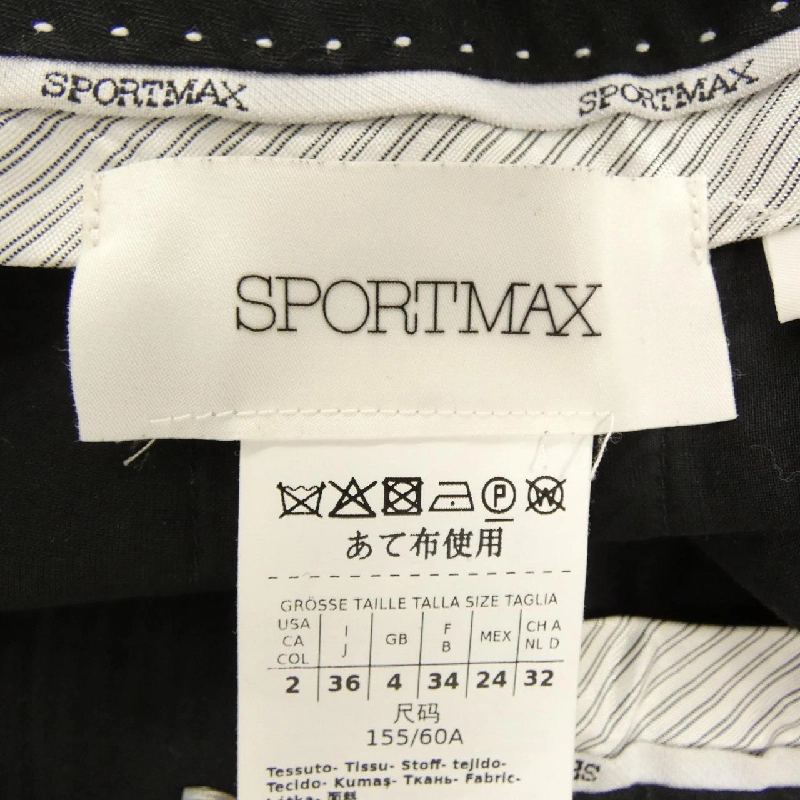 SPORTMAX SPORTMAX
SPORTMAX
あて布使用
GRÖSSE TAILLE TALLA SIZE TAGLIA
USA CA COL I J GB F B MEX CH A NL D
2 36 4 34 24 32
尺码
155/60A
Tessuto- Tissu- Stoff- tejido-
Tecido- Kumaş- Ткань- Fabric-